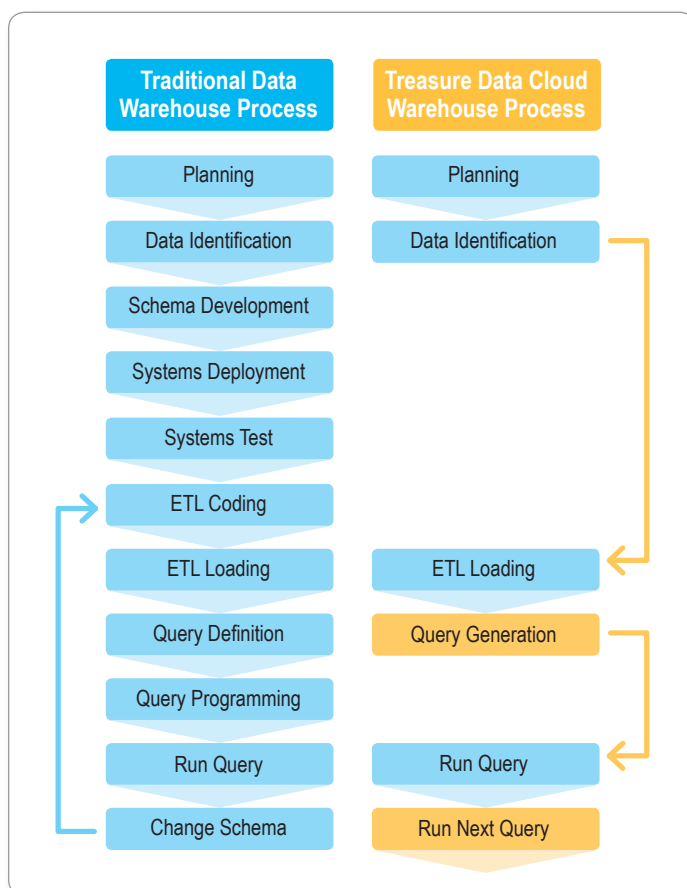 Traditional Data
Warehouse Process
Planning
Data Identification
Schema Development
Systems Deployment
Systems Test
ETL Coding
ETL Loading
Query Definition
Query Programming
Run Query
Change Schema
Treasure Data Cloud
Warehouse Process
Planning
Data Identification
ETL Loading
Query Generation
Run Query
Run Next Query